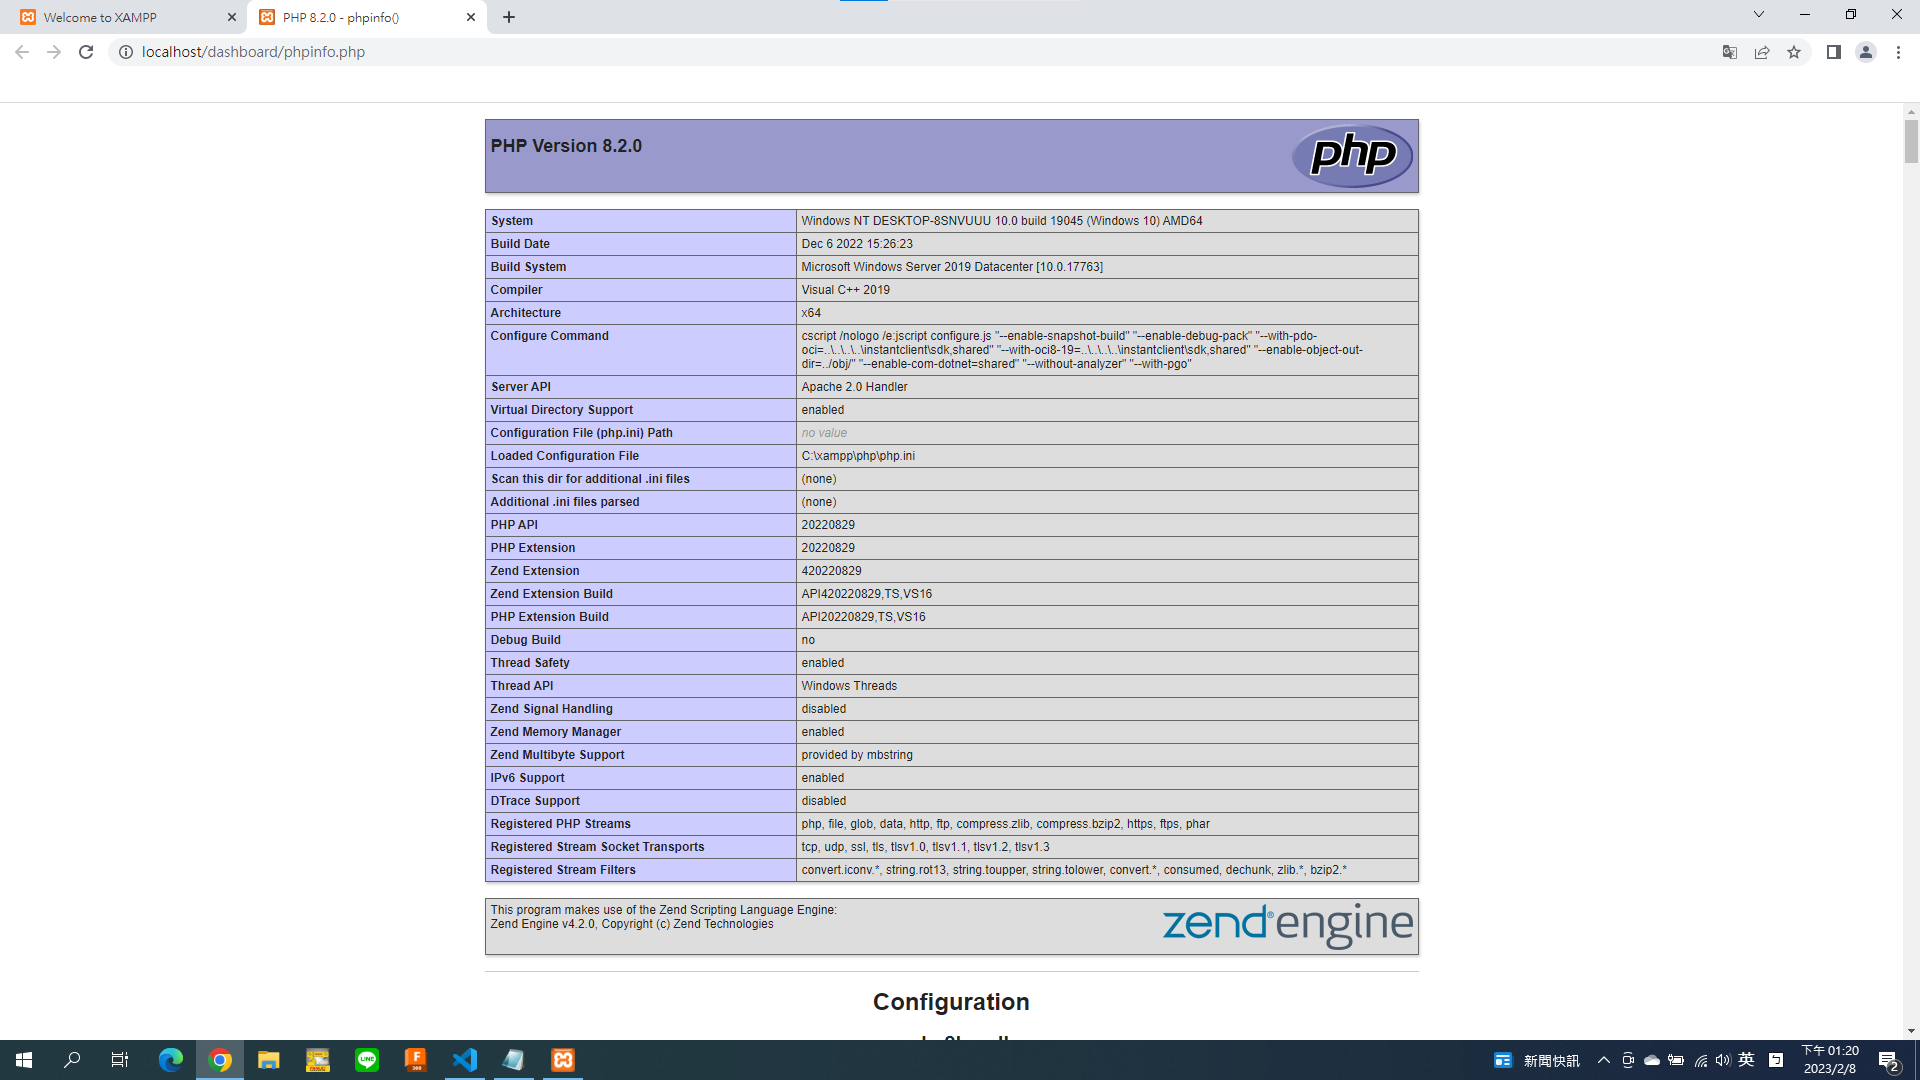 Welcome to XAMPP
PHP 8.2.0 - phpinfo()
localhost/dashboard/phpinfo.php
PHP Version 8.2.0
php
System Windows NT DESKTOP-8SNVUUU 10.0 build 19045 (Windows 10) AMD64
Build Date Dec 6 2022 15:26:23
Build System Microsoft Windows Server 2019 Datacenter [10.0.17763]
Compiler Visual C++ 2019
Architecture x64
Configure Command cscript /nologo /e:jscript configure.js "--enable-snapshot-build" "--enable-debug-pack" "--with-pdo-
oci=..\..\..\..\instantclient\sdk,shared" "--with-oci8-19=..\..\..\..\instantclient\sdk,shared" "--enable-object-out-
dir=../obj/" "--enable-com-dotnet=shared" "--without-analyzer" "--with-pgo"
Server API Apache 2.0 Handler
Virtual Directory Support enabled
Configuration File (php.ini) Path no value
Loaded Configuration File C:\xampp\php\php.ini
Scan this dir for additional .ini files (none)
Additional .ini files parsed (none)
PHP API 20220829
PHP Extension 20220829
Zend Extension 420220829
Zend Extension Build API420220829,TS,VS16
PHP Extension Build API20220829,TS,VS16
Debug Build no
Thread Safety enabled
Thread API Windows Threads
Zend Signal Handling disabled
Zend Memory Manager enabled
Zend Multibyte Support provided by mbstring
IPv6 Support enabled
DTrace Support disabled
Registered PHP Streams php, file, glob, data, http, ftp, compress.zlib, compress.bzip2, https, ftps, phar
Registered Stream Socket Transports tcp, udp, ssl, tls, tlsv1.0, tlsv1.1, tlsv1.2, tlsv1.3
Registered Stream Filters convert.iconv.*, string.rot13, string.toupper, string.tolower, convert.*, consumed, dechunk, zlib.*, bzip2.*
This program makes use of the Zend Scripting Language Engine:
Zend Engine v4.2.0, Copyright (c) Zend Technologies
zend®engine
Configuration
LINE
新聞快訊
英
下午 01:20
2023/2/8
2